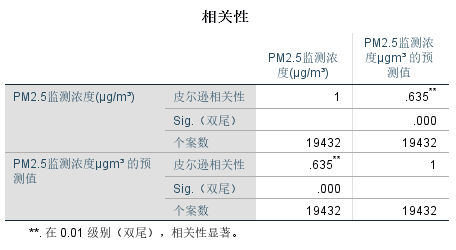 相关性
PM2.5监测浓度(μg/m³)
PM2.5监测浓度μgm³ 的预测值
PM2.5监测浓度(μg/m³) 皮尔逊相关性 1 .635**
Sig.（双尾） .000
个案数 19432 19432
PM2.5监测浓度μgm³ 的预测值 皮尔逊相关性 .635** 1
Sig.（双尾） .000
个案数 19432 19432
**. 在 0.01 级别（双尾），相关性显著。